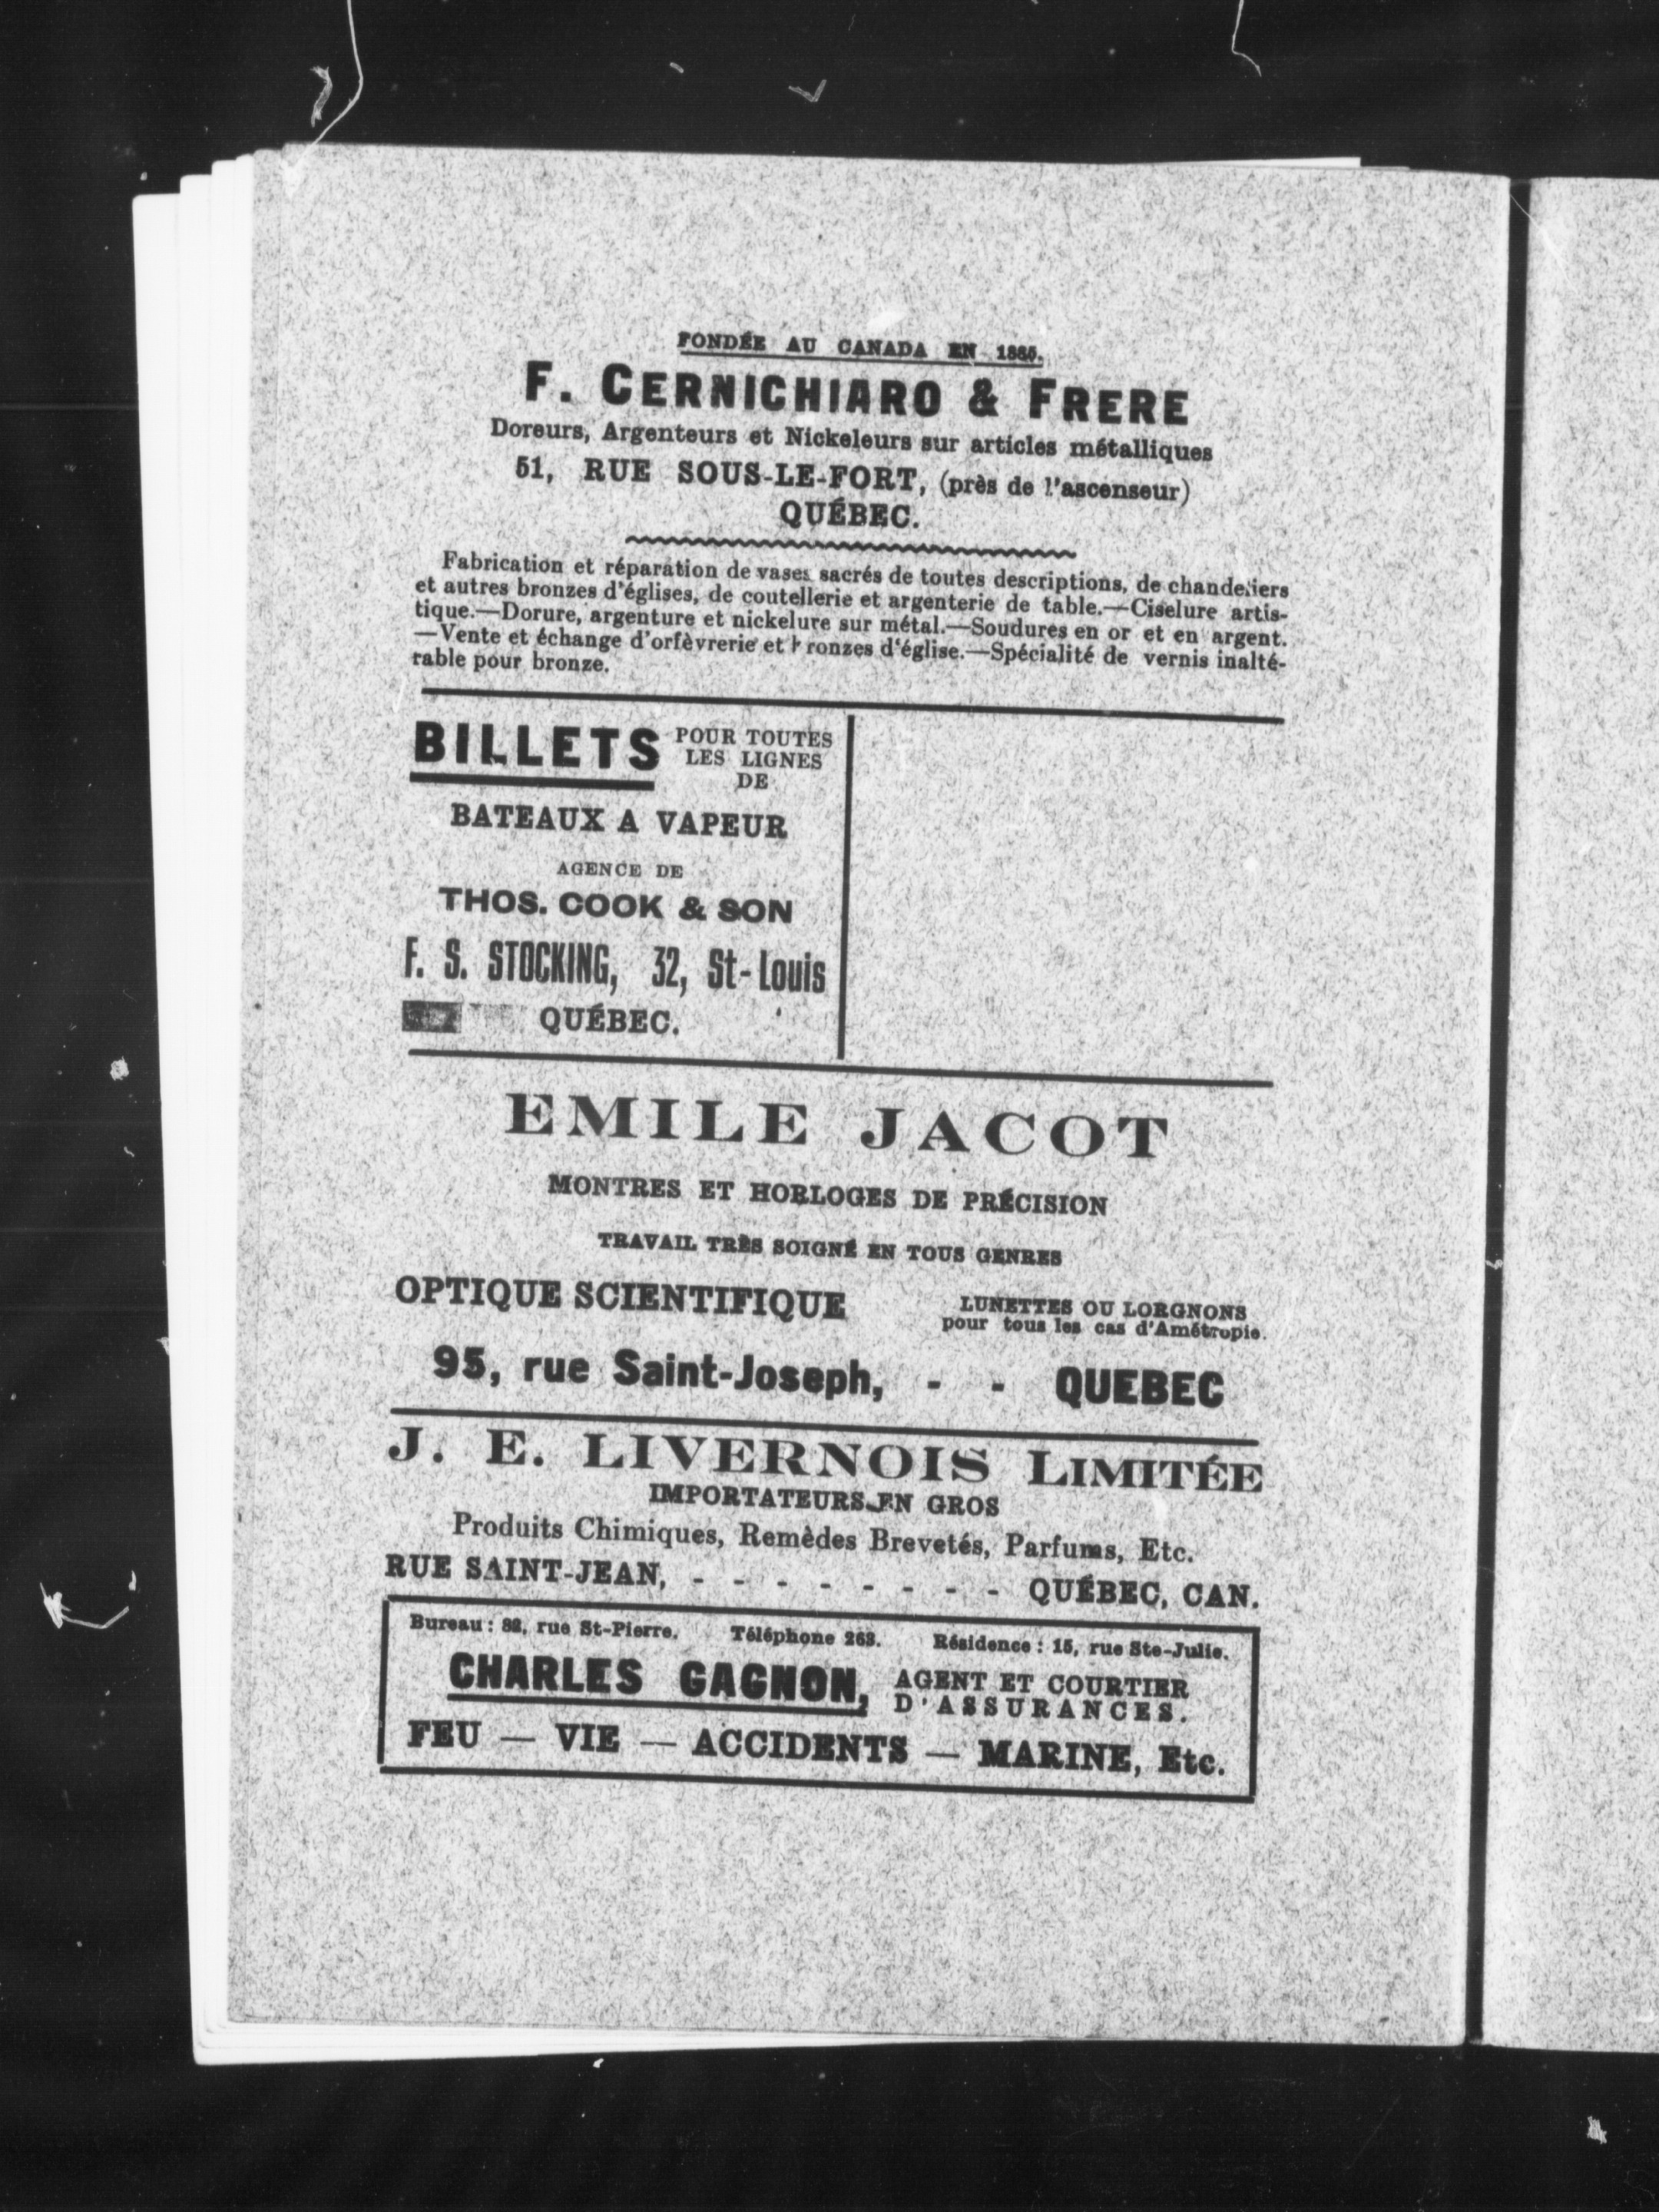 FONDÉE AU CANADA EN 1865.
F. CERNICHIARO & FRERE
Doreurs, Argenteurs et Nickeleurs sur articles métalliques
51, RUE SOUS-LE-FORT, (près de l'ascenseur)
QUÉBEC.
Fabrication et réparation de vases sacrés de toutes descriptions, de chandeliers
et autres bronzes d'églises, de coutellerie et argenterie de table.—Ciselure artis-
tique.—Dorure, argenture et nickelure sur métal.—Soudures en or et en argent.
—Vente et échange d'orfèvrerie et bronzes d'église.—Spécialité de vernis inalté-
rable pour bronze.
BILLETS POUR TOUTES
LES LIGNES
DE
BATEAUX A VAPEUR
AGENCE DE
THOS. COOK & SON
F. S. STOCKING, 32, St-Louis
QUÉBEC.
EMILE JACOT
MONTRES ET HORLOGES DE PRÉCISION
TRAVAIL TRÈS SOIGNÉ EN TOUS GENRES
OPTIQUE SCIENTIFIQUE
LUNETTES OU LORGNONS
pour tous les cas d'Amétropie.
95, rue Saint-Joseph, - - QUEBEC
J. E. LIVERNOIS LIMITÉE
IMPORTATEURS EN GROS
Produits Chimiques, Remèdes Brevetés, Parfums, Etc.
RUE SAINT-JEAN, - - - - - - - - QUÉBEC, CAN.
Bureau : 82, rue St-Pierre. Téléphone 263. Résidence : 15, rue Ste-Julie.
CHARLES GAGNON, AGENT ET COURTIER
D'ASSURANCES.
FEU — VIE — ACCIDENTS — MARINE, Etc.